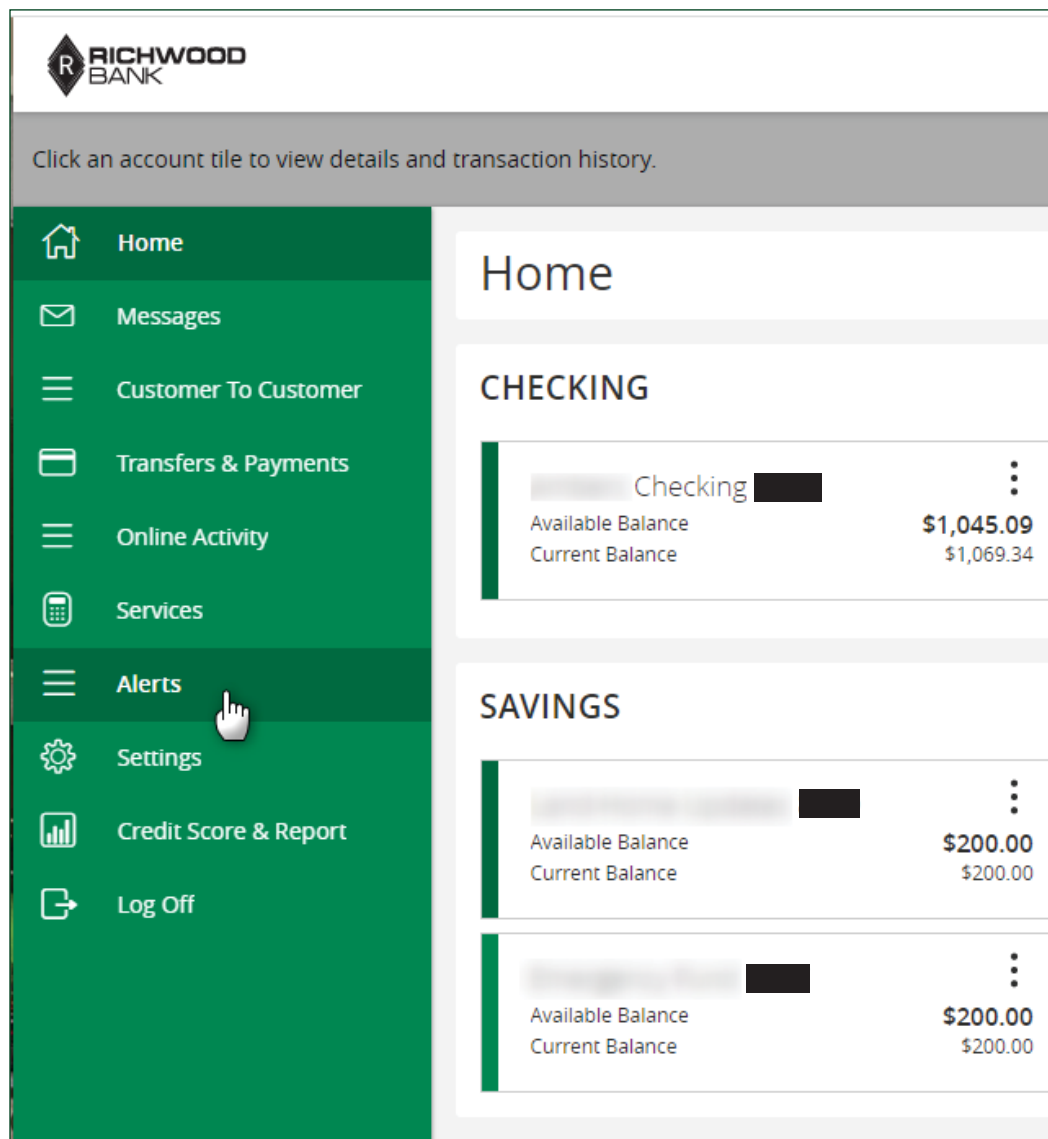 R RICHWOOD
BANK
Click an account tile to view details and transaction history.
Home
Messages
Customer To Customer
Transfers & Payments
Online Activity
Services
Alerts
Settings
Credit Score & Report
Log Off
Home
CHECKING
Checking
Available Balance $1,045.09
Current Balance $1,069.34
SAVINGS
Available Balance $200.00
Current Balance $200.00
Available Balance $200.00
Current Balance $200.00